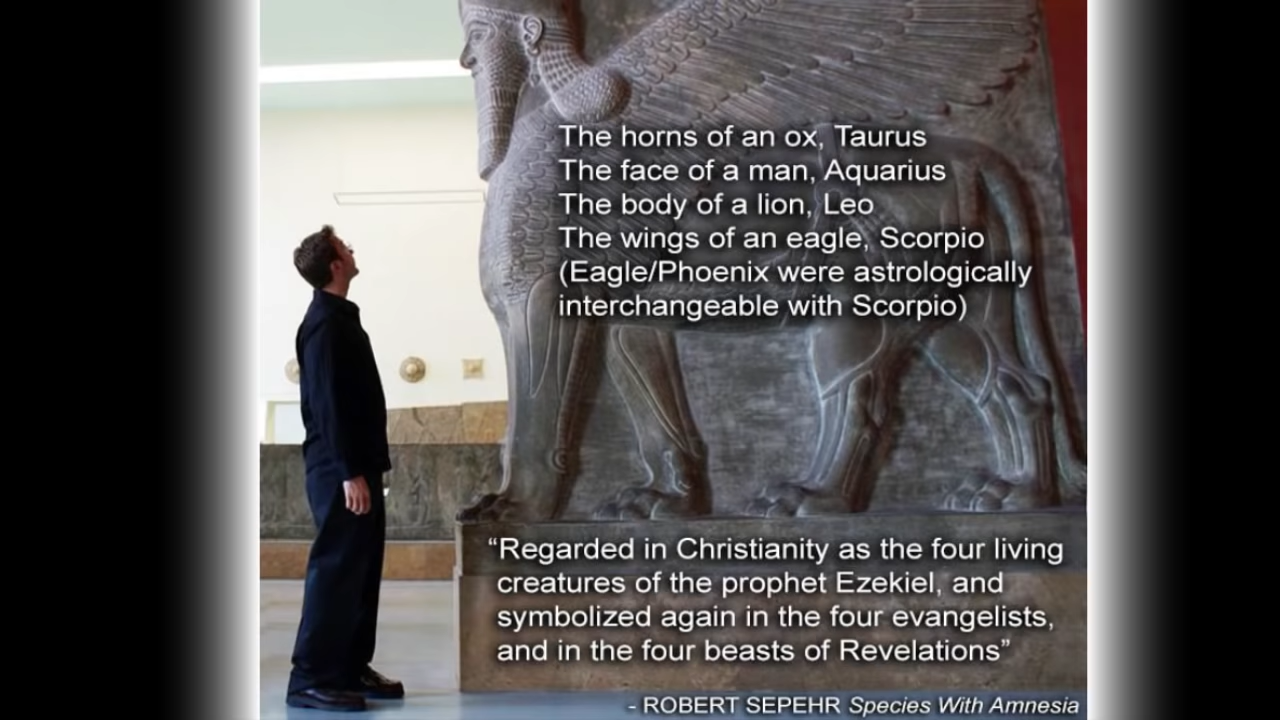 The horns of an ox, Taurus
The face of a man, Aquarius
The body of a lion, Leo
The wings of an eagle, Scorpio
(Eagle/Phoenix were astrologically
interchangeable with Scorpio)
“Regarded in Christianity as the four living
creatures of the prophet Ezekiel, and
symbolized again in the four evangelists,
and in the four beasts of Revelations”
- ROBERT SEPEHR Species With Amnesia